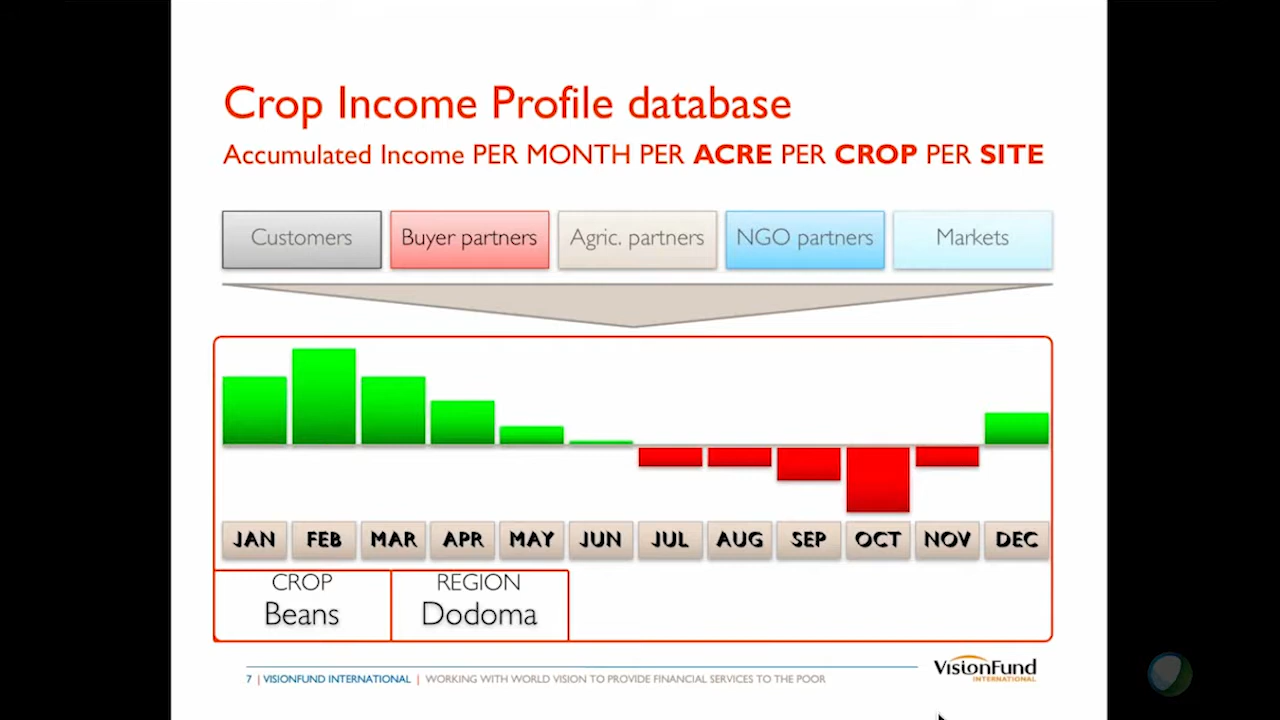 Crop Income Profile database
Accumulated Income PER MONTH PER ACRE PER CROP PER SITE
Customers
Buyer partners
Agric. partners
NGO partners
Markets
JAN FEB MAR APR MAY JUN JUL AUG SEP OCT NOV DEC
CROP
Beans
REGION
Dodoma
7 | VISIONFUND INTERNATIONAL | WORKING WITH WORLD VISION TO PROVIDE FINANCIAL SERVICES TO THE POOR
VisionFund
INTERNATIONAL